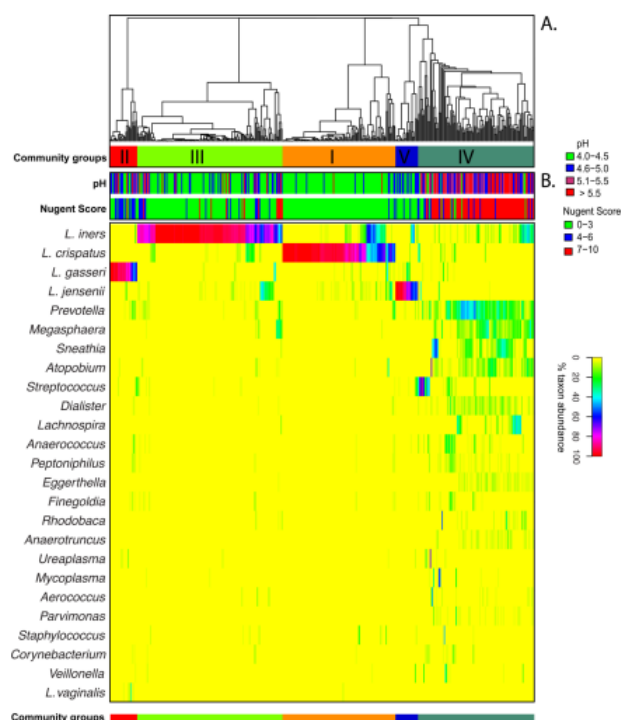 A.
Community groups II III I V IV
pH
4.0–4.5
4.6–5.0
5.1–5.5
> 5.5
B.
pH
Nugent Score
Nugent Score
0–3
4–6
7–10
L. iners
L. crispatus
L. gasseri
L. jensenii
Prevotella
Megasphaera
Sneathia
Atopobium
Streptococcus
Dialister
Lachnospira
Anaerococcus
Peptoniphilus
Eggerthella
Finegoldia
Rhodobaca
Anaerotruncus
Ureaplasma
Mycoplasma
Aerococcus
Parvimonas
Staphylococcus
Corynebacterium
Veillonella
L. vaginalis
% taxon abundance
0 20 40 60 80 100
Community groups